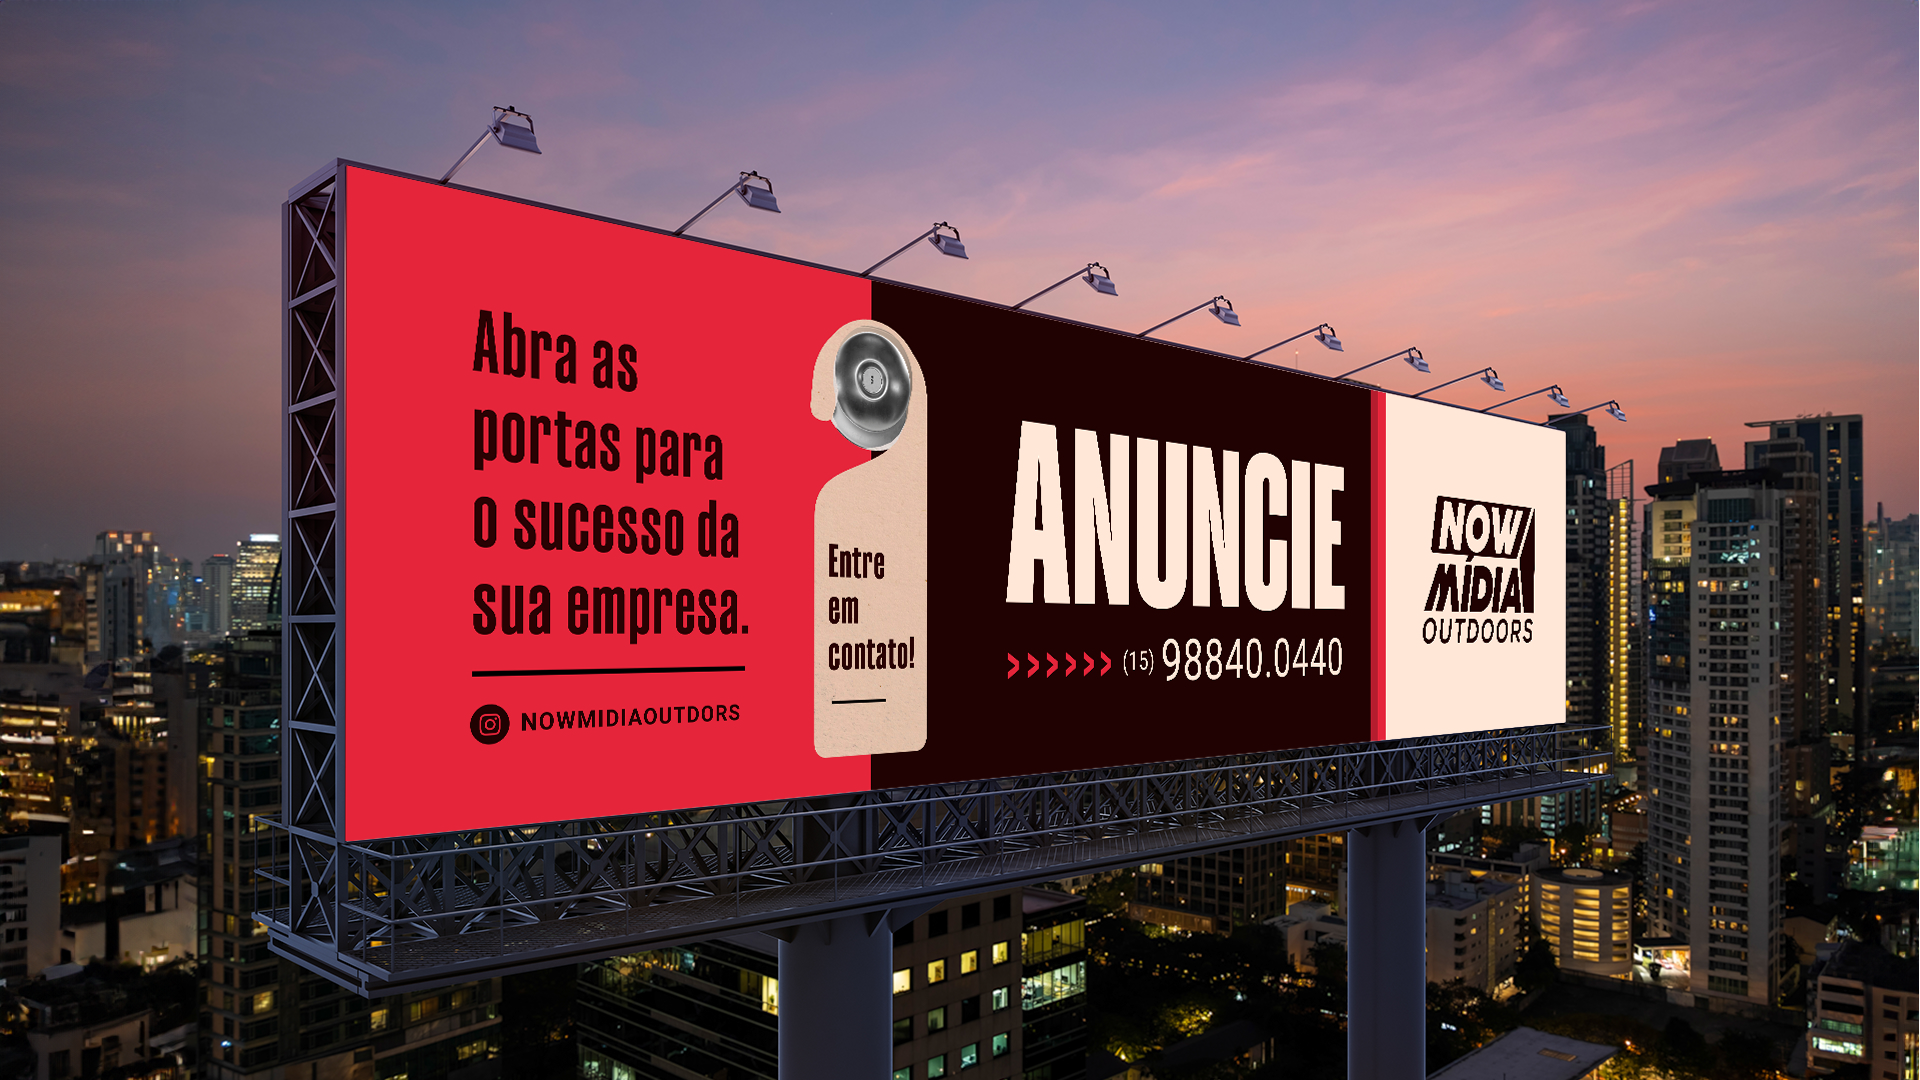 Abra as
portas para
o sucesso da
sua empresa.
NOWMIDIAOUTDORS
Entre
em
contato!
ANUNCIE
>>>>>> (15) 98840.0440
NOW
MÍDIA
OUTDOORS